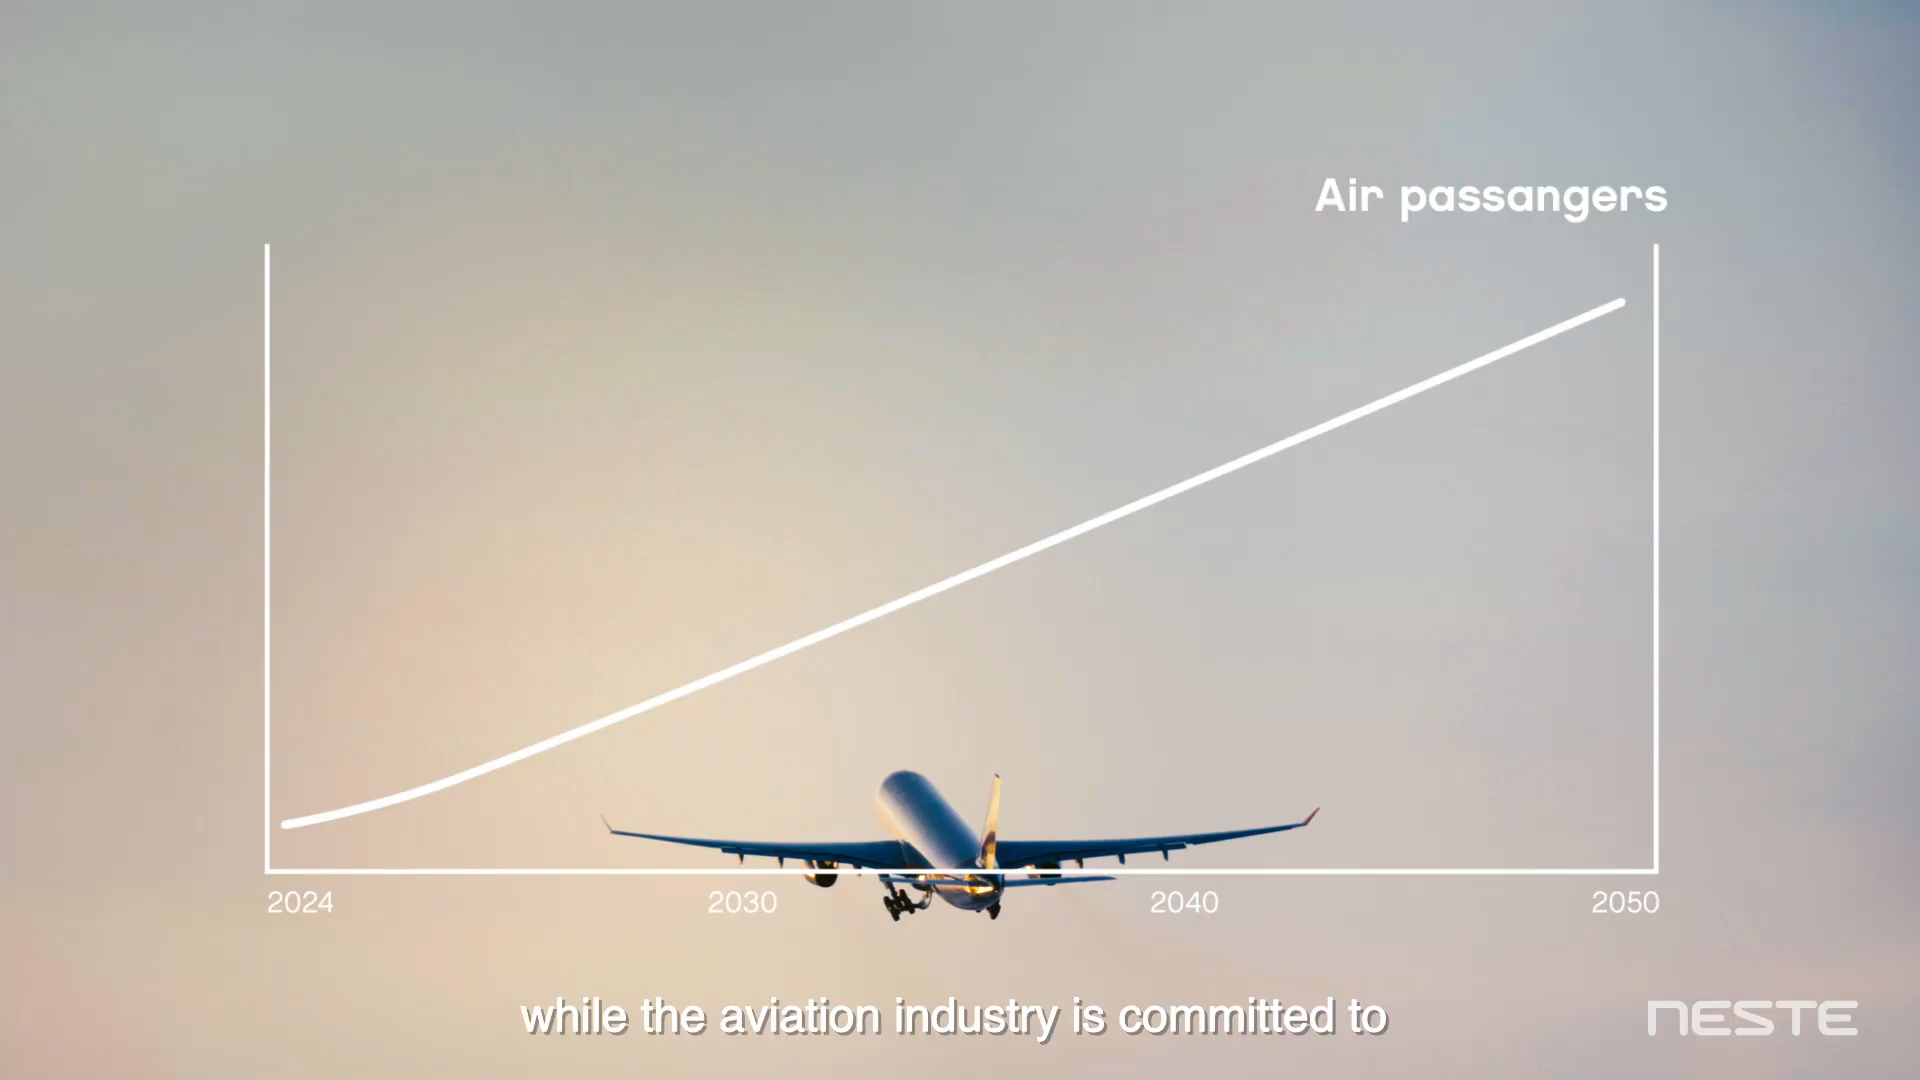 Air passangers
2024 2030 2040 2050
while the aviation industry is committed to
NESTE